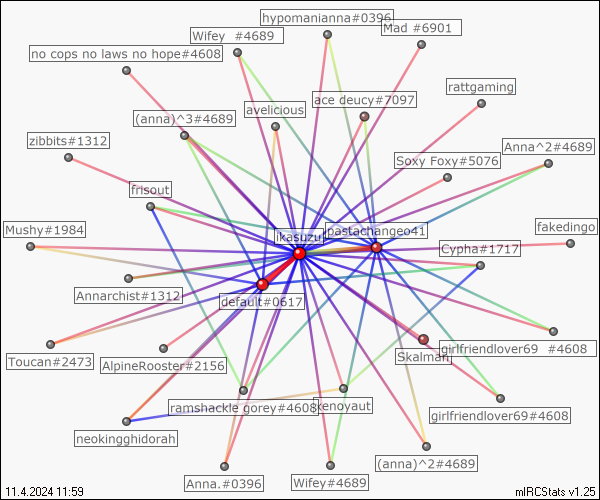 hypomanianna#0396
Wifey #4689
Mad #6901
no cops no laws no hope#4608
rattgaming
ace deucy#7097
avelicious
(anna)^3#4689
zibbits#1312
Anna^2#4689
Soxy Foxy#5076
frisout
Mushy#1984
ikasuzu
pastachangeo41
fakedingo
Cypha#1717
Annarchist#1312
default#0617
girlfriendlover69 #4608
Skalman
Toucan#2473
AlpineRooster#2156
ramshackle gorey#4608
xenoyaut
girlfriendlover69#4608
neokingghidorah
(anna)^2#4689
Anna.#0396
Wifey#4689
11.4.2024 11:59
mIRCStats v1.25